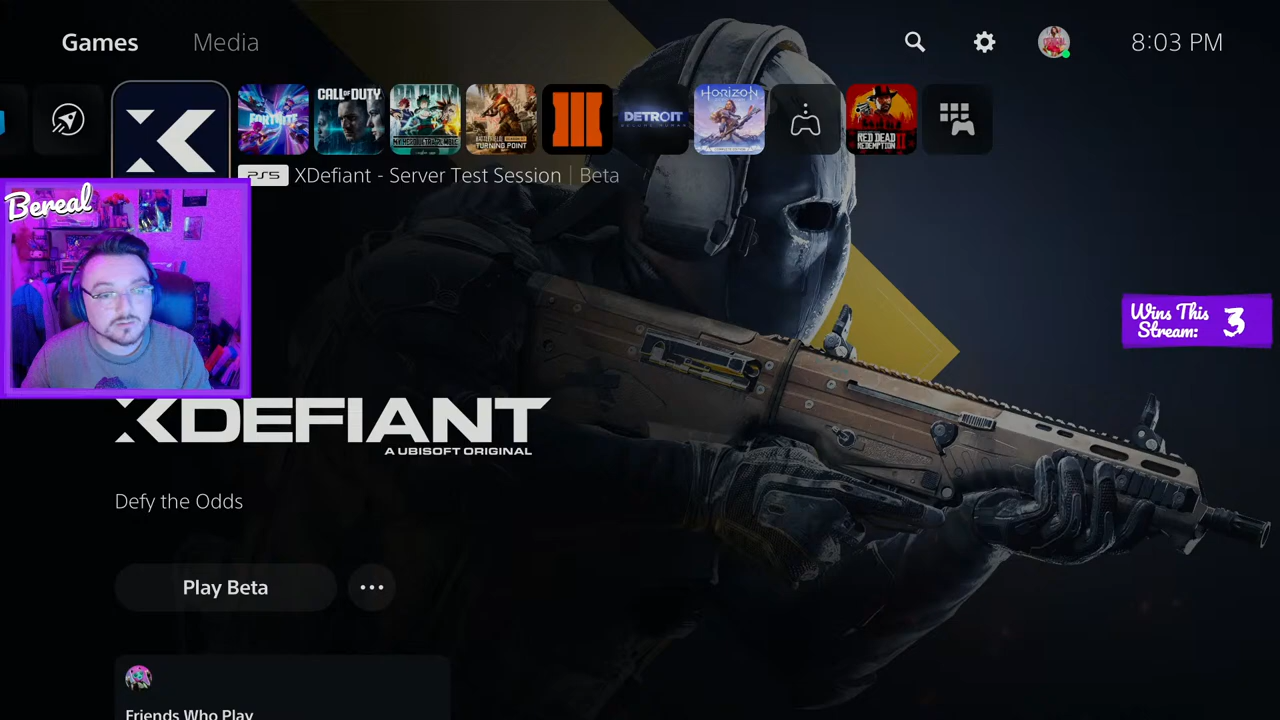 Games
Media
8:03 PM
FORTNITE
CALL OF DUTY
TURNING POINT
DETROIT
HORIZON
RED DEAD
REDEMPTION II
PS5
XDefiant - Server Test Session | Beta
Bereal
Wins This
Stream: 3
XDEFIANT
A UBISOFT ORIGINAL
Defy the Odds
Play Beta
Friends Who Play